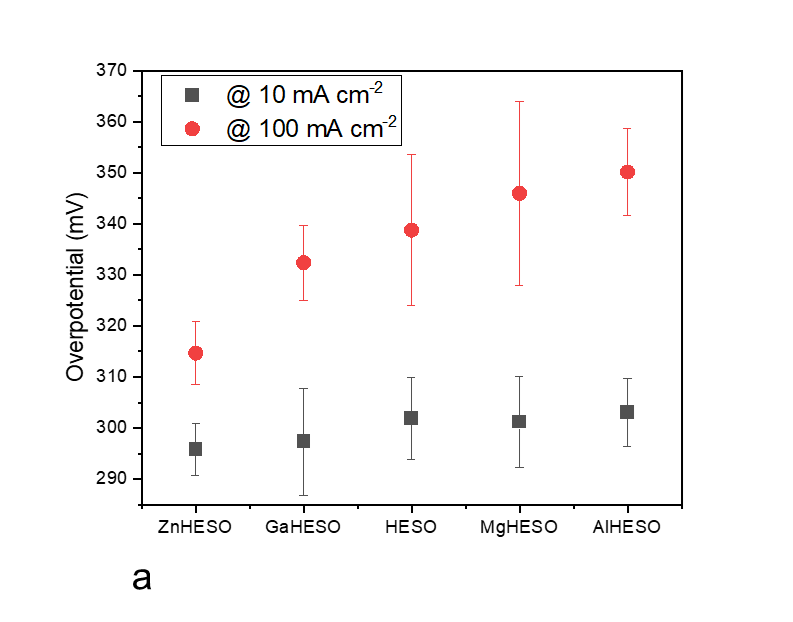 370
360
350
340
330
320
310
300
290
Overpotential (mV)
@ 10 mA cm-2
@ 100 mA cm-2
ZnHESO GaHESO HESO MgHESO AlHESO
a